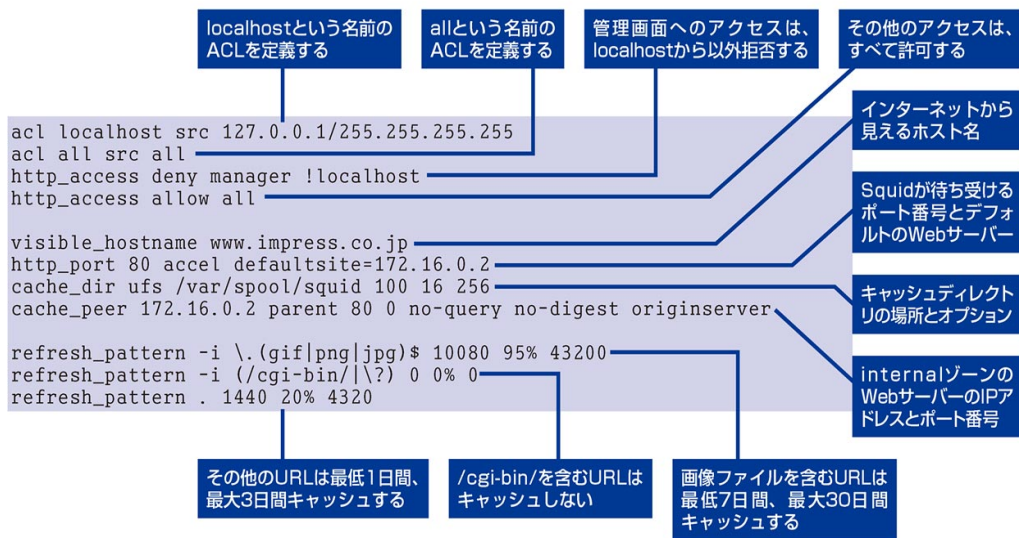 localhostという名前の
ACLを定義する
allという名前の
ACLを定義する
管理画面へのアクセスは、
localhostから以外拒否する
その他のアクセスは、
すべて許可する
acl localhost src 127.0.0.1/255.255.255.255
acl all src all
http_access deny manager !localhost
http_access allow all
visible_hostname www.impress.co.jp
http_port 80 accel defaultsite=172.16.0.2
cache_dir ufs /var/spool/squid 100 16 256
cache_peer 172.16.0.2 parent 80 0 no-query no-digest originserver
refresh_pattern -i \.(gif|png|jpg)$ 10080 95% 43200
refresh_pattern -i (/cgi-bin/|\?) 0 0% 0
refresh_pattern . 1440 20% 4320
インターネットから
見えるホスト名
Squidが待ち受ける
ポート番号とデフォ
ルトのWebサーバー
キャッシュディレクト
リの場所とオプション
internalゾーンの
WebサーバーのIPア
ドレスとポート番号
その他のURLは最低1日間、
最大3日間キャッシュする
/cgi-bin/を含むURLは
キャッシュしない
画像ファイルを含むURLは
最低7日間、最大30日間
キャッシュする